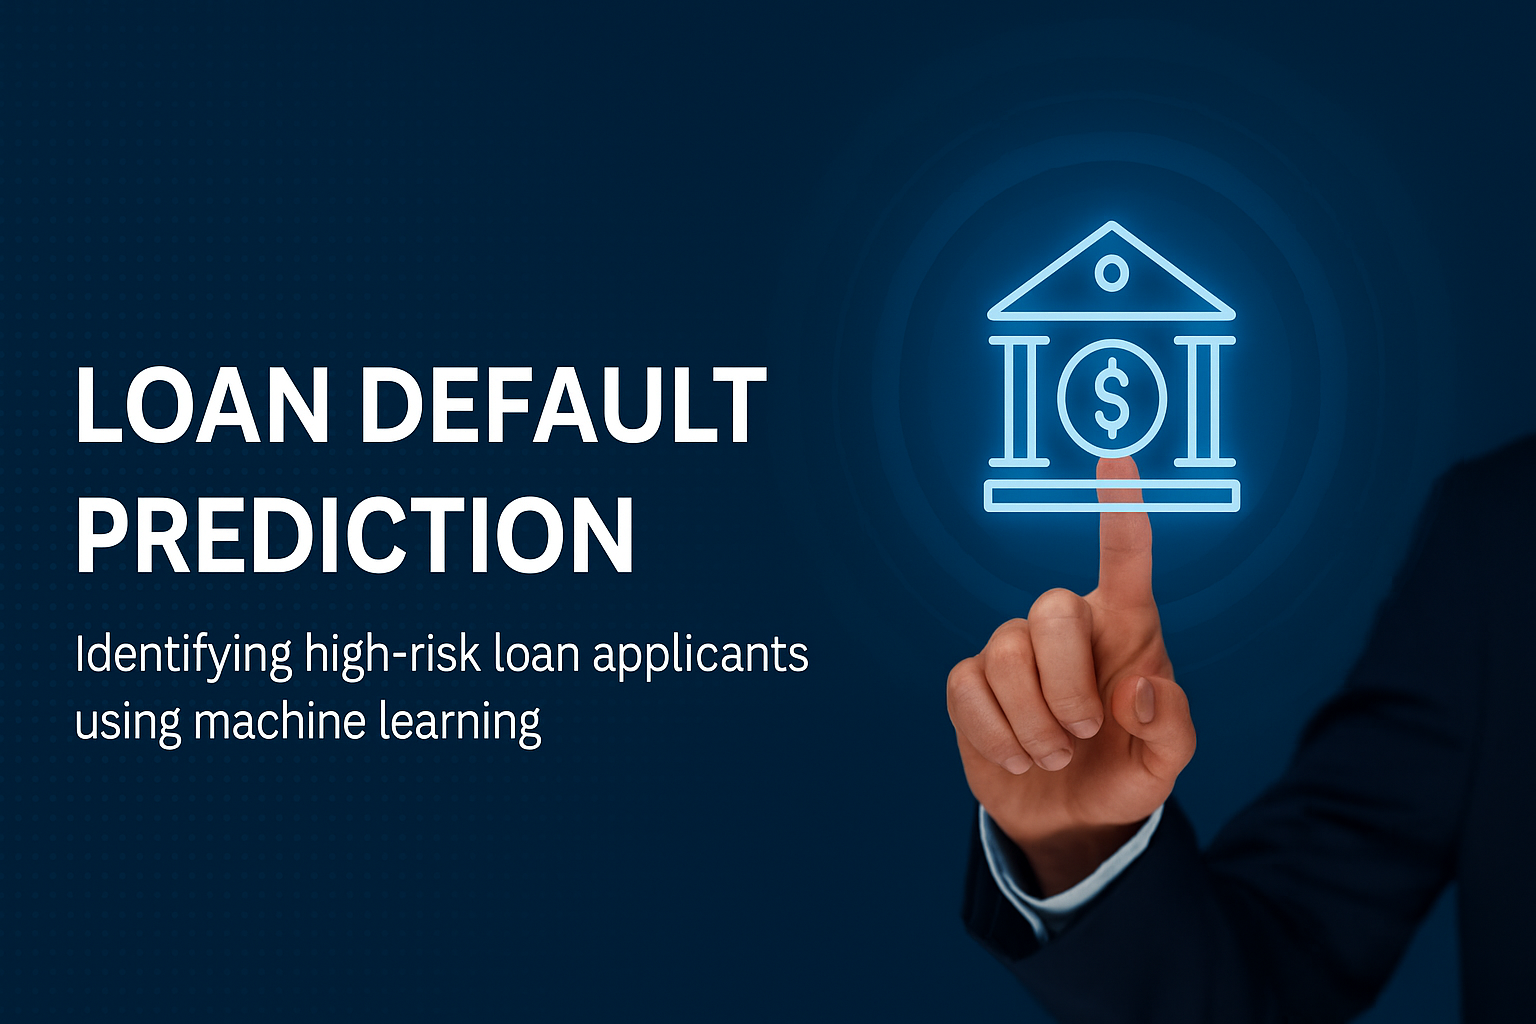 LOAN DEFAULT
PREDICTION
Identifying high-risk loan applicants
using machine learning
$